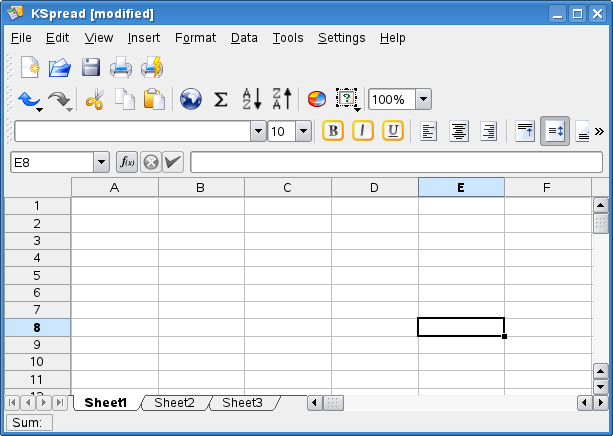 KSpread [modified]
File Edit View Insert Format Data Tools Settings Help
Σ A Z Z A 100%
10 B I U »
E8 f(x)
A B C D E F
1
2
3
4
5
6
7
8
9
10
11
12
Sheet1 Sheet2 Sheet3
Sum: